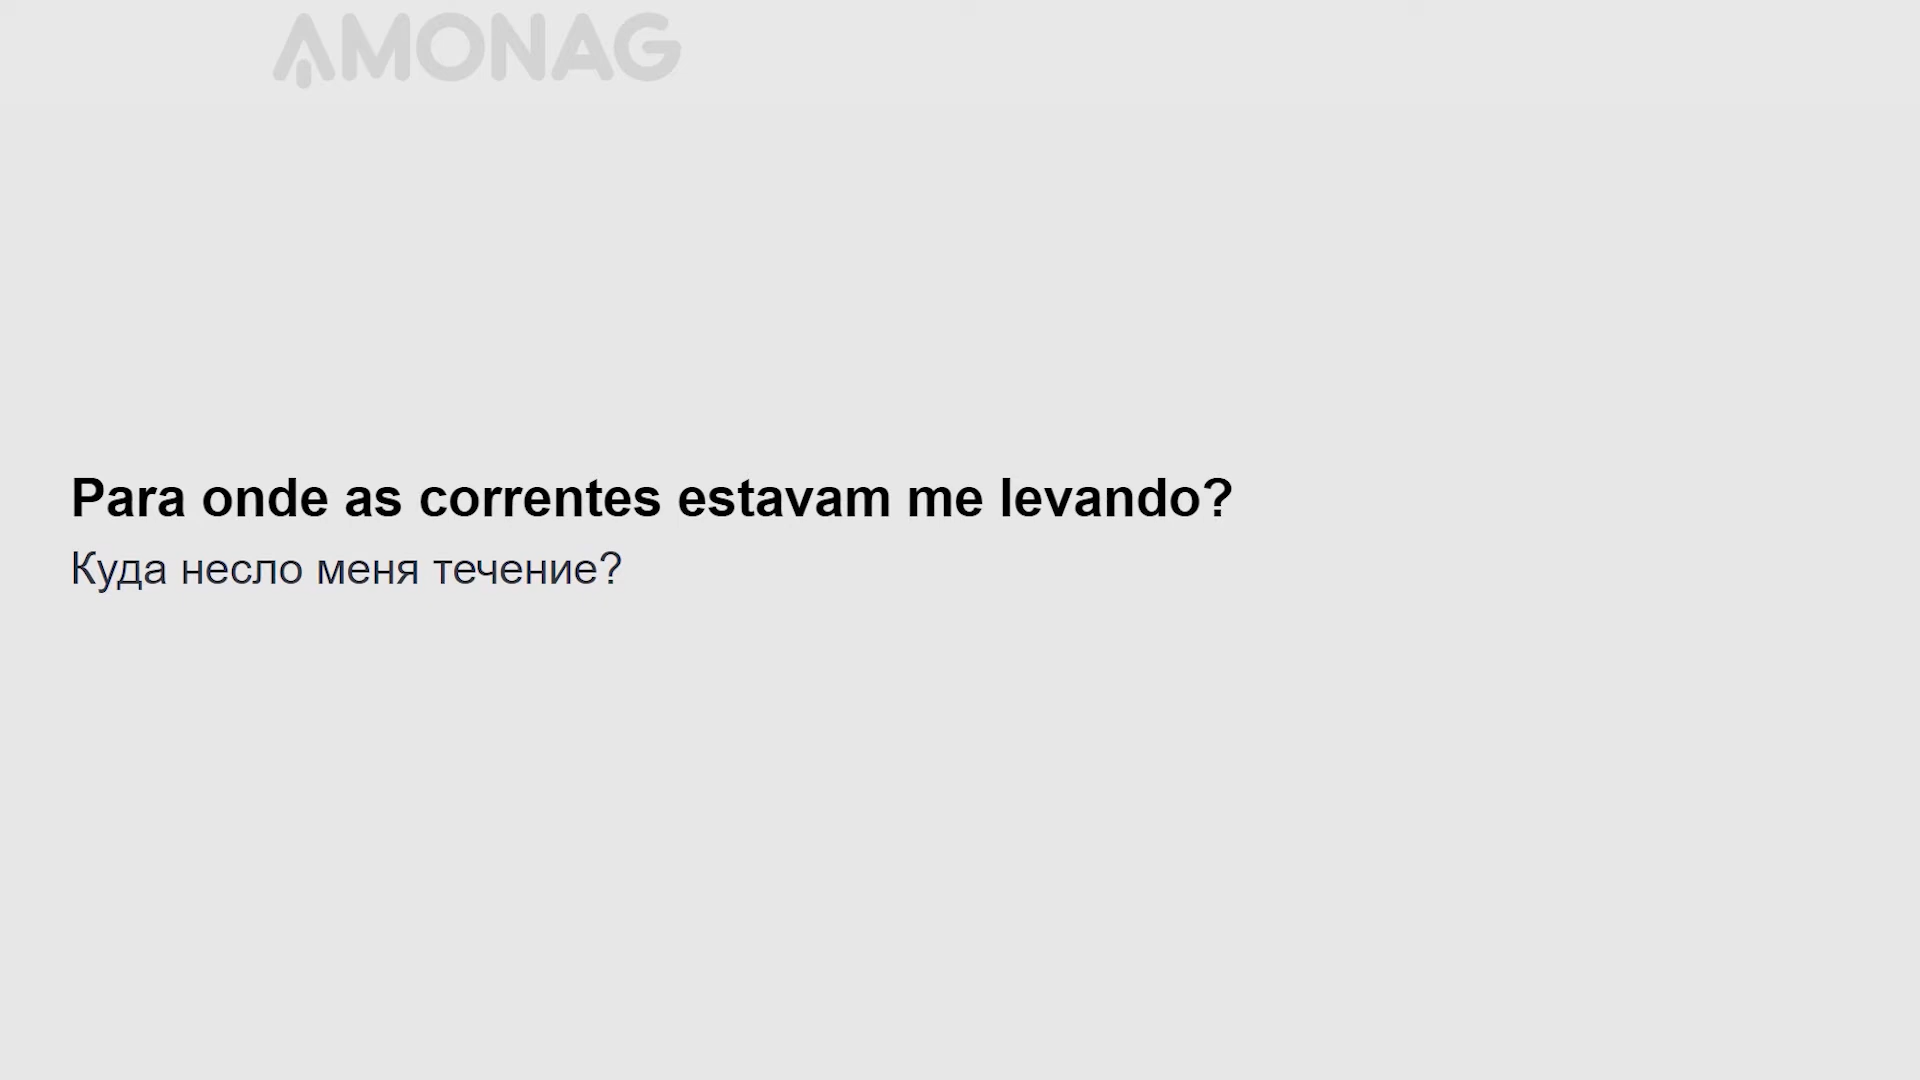 AMONAG
Para onde as correntes estavam me levando?
Куда несло меня течение?